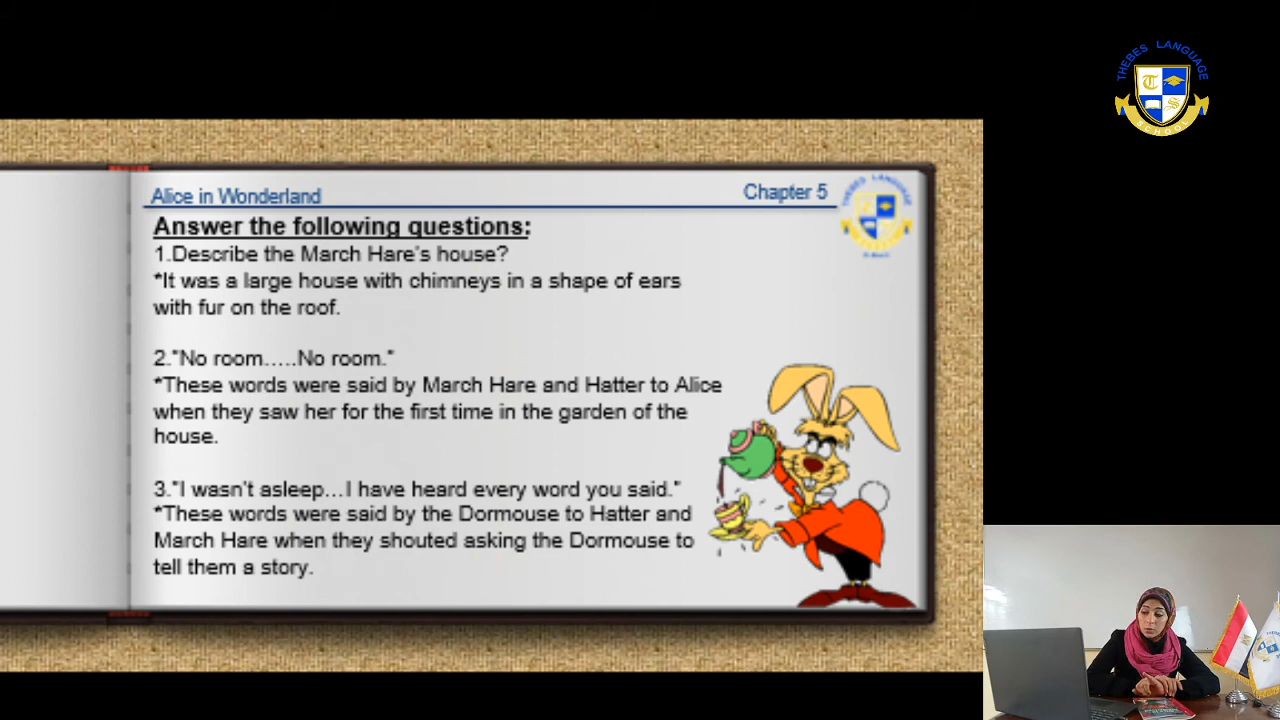 THEBES LANGUAGE
T
S
SCHOOL
Alice in Wonderland
Chapter 5
THEBES LANGUAGE
Answer the following questions:
1.Describe the March Hare's house?
*It was a large house with chimneys in a shape of ears
with fur on the roof.
2."No room.....No room."
*These words were said by March Hare and Hatter to Alice
when they saw her for the first time in the garden of the
house.
3."I wasn't asleep...I have heard every word you said."
*These words were said by the Dormouse to Hatter and
March Hare when they shouted asking the Dormouse to
tell them a story.